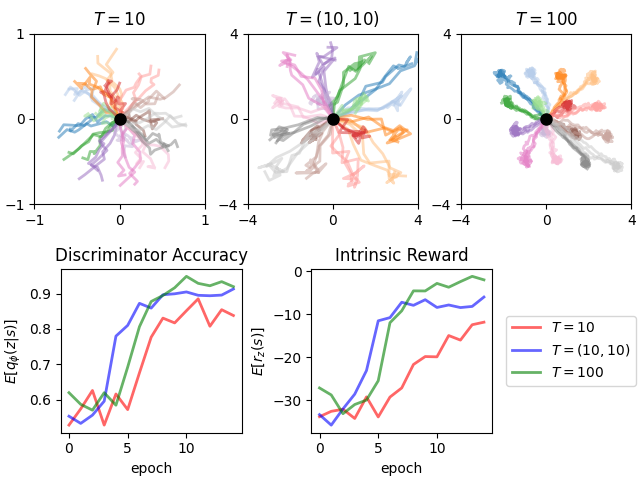 T = 10
T = (10, 10)
T = 100
1
0
−1
−1
0
1
4
0
−4
−4
0
4
4
0
−4
−4
0
4
Discriminator Accuracy
Intrinsic Reward
E[qϕ(z|s)]
0.9
0.8
0.7
0.6
0
5
10
epoch
E[rz(s)]
0
−10
−20
−30
0
5
10
epoch
T = 10
T = (10, 10)
T = 100